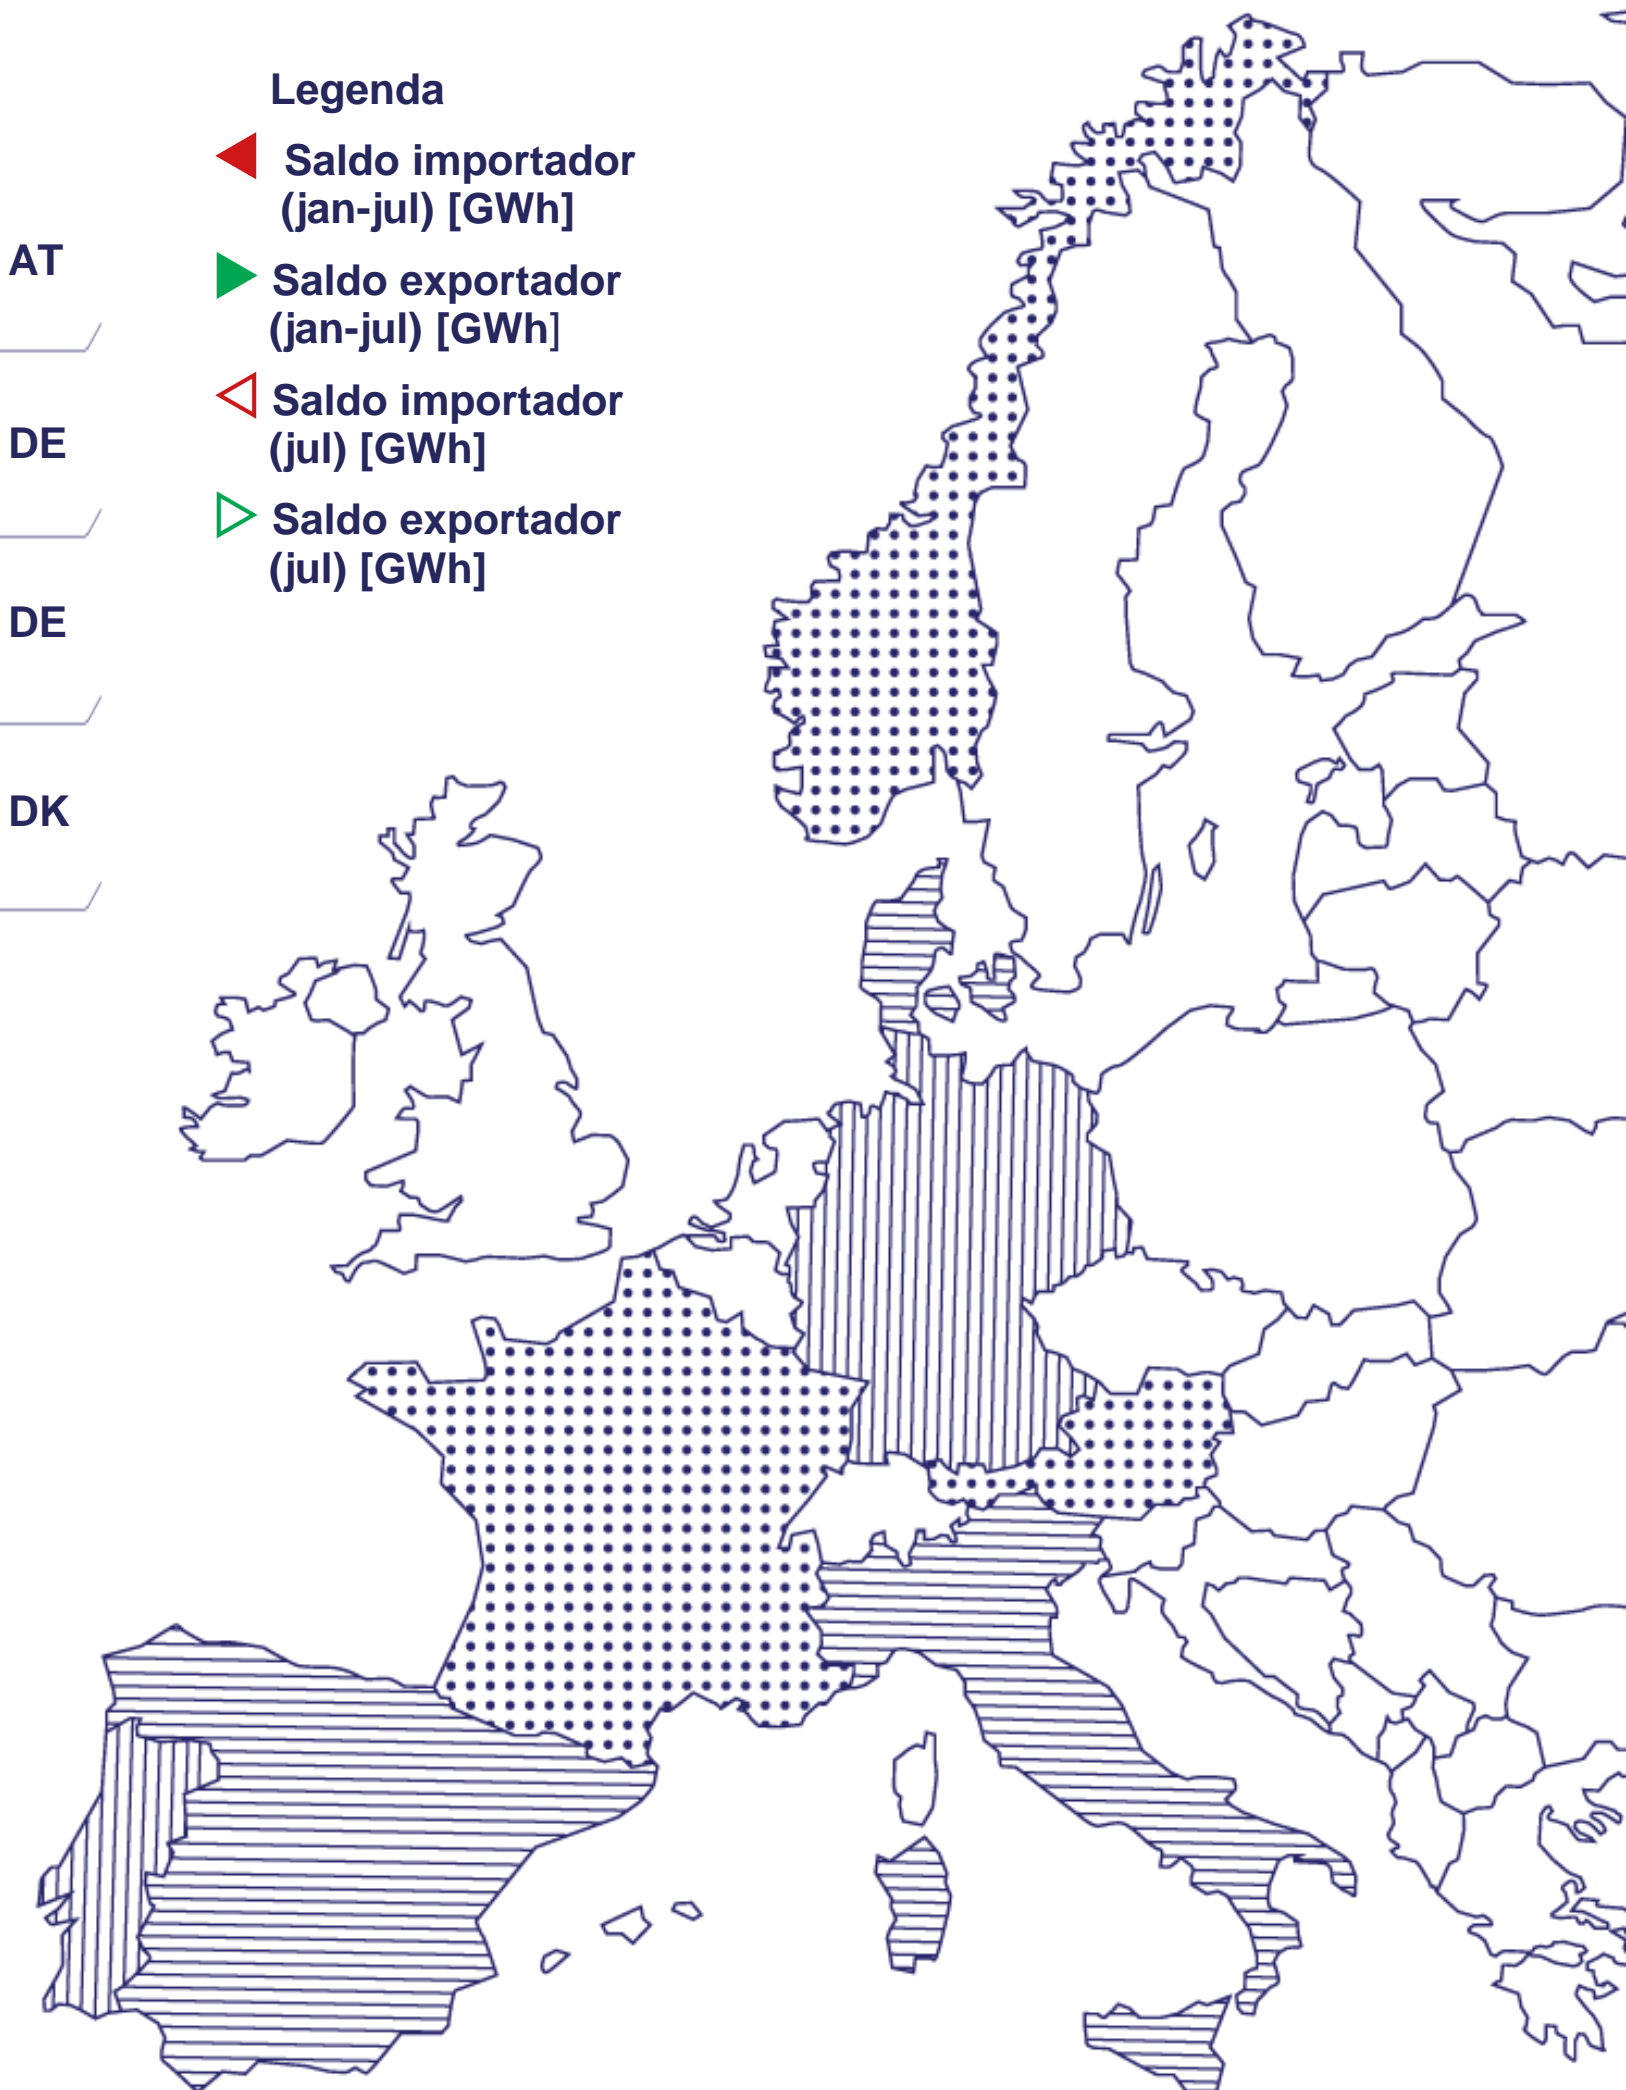 Legenda
Saldo importador
(jan-jul) [GWh]
Saldo exportador
(jan-jul) [GWh]
Saldo importador
(jul) [GWh]
Saldo exportador
(jul) [GWh]
AT
DE
DE
DK